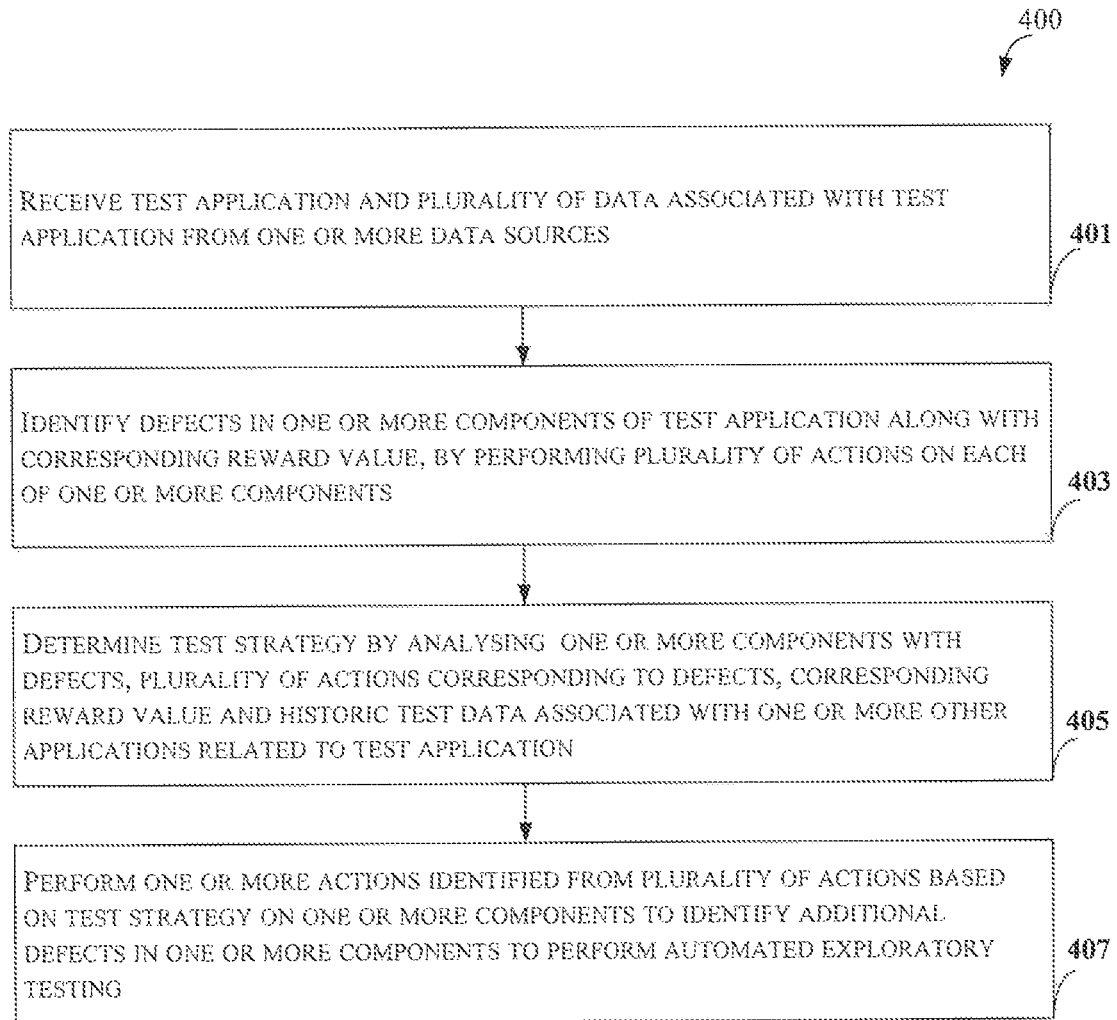 400
RECEIVE TEST APPLICATION AND PLURALITY OF DATA ASSOCIATED WITH TEST
APPLICATION FROM ONE OR MORE DATA SOURCES
401
IDENTIFY DEFECTS IN ONE OR MORE COMPONENTS OF TEST APPLICATION ALONG WITH
CORRESPONDING REWARD VALUE, BY PERFORMING PLURALITY OF ACTIONS ON EACH
OF ONE OR MORE COMPONENTS
403
DETERMINE TEST STRATEGY BY ANALYSING ONE OR MORE COMPONENTS WITH
DEFECTS, PLURALITY OF ACTIONS CORRESPONDING TO DEFECTS, CORRESPONDING
REWARD VALUE AND HISTORIC TEST DATA ASSOCIATED WITH ONE OR MORE OTHER
APPLICATIONS RELATED TO TEST APPLICATION
405
PERFORM ONE OR MORE ACTIONS IDENTIFIED FROM PLURALITY OF ACTIONS BASED
ON TEST STRATEGY ON ONE OR MORE COMPONENTS TO IDENTIFY ADDITIONAL
DEFECTS IN ONE OR MORE COMPONENTS TO PERFORM AUTOMATED EXPLORATORY
TESTING
407